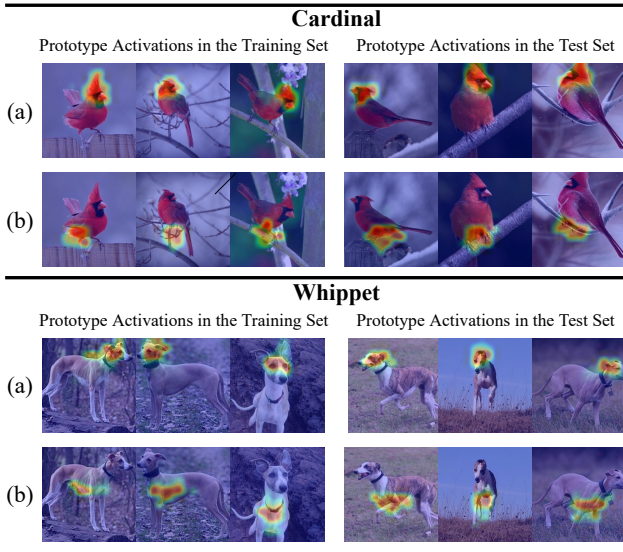 Cardinal
Prototype Activations in the Training Set Prototype Activations in the Test Set
(a)
(b)
Whippet
Prototype Activations in the Training Set Prototype Activations in the Test Set
(a)
(b)